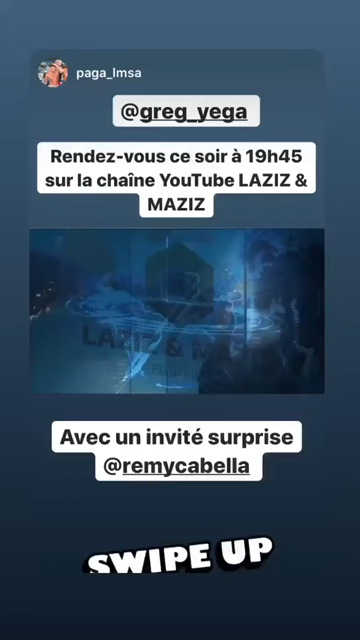 paga_lmsa
@greg_yega
Rendez-vous ce soir à 19h45
sur la chaîne YouTube LAZIZ &
MAZIZ
LAZIZ & M
Avec un invité surprise
@remycabella
SWIPE UP